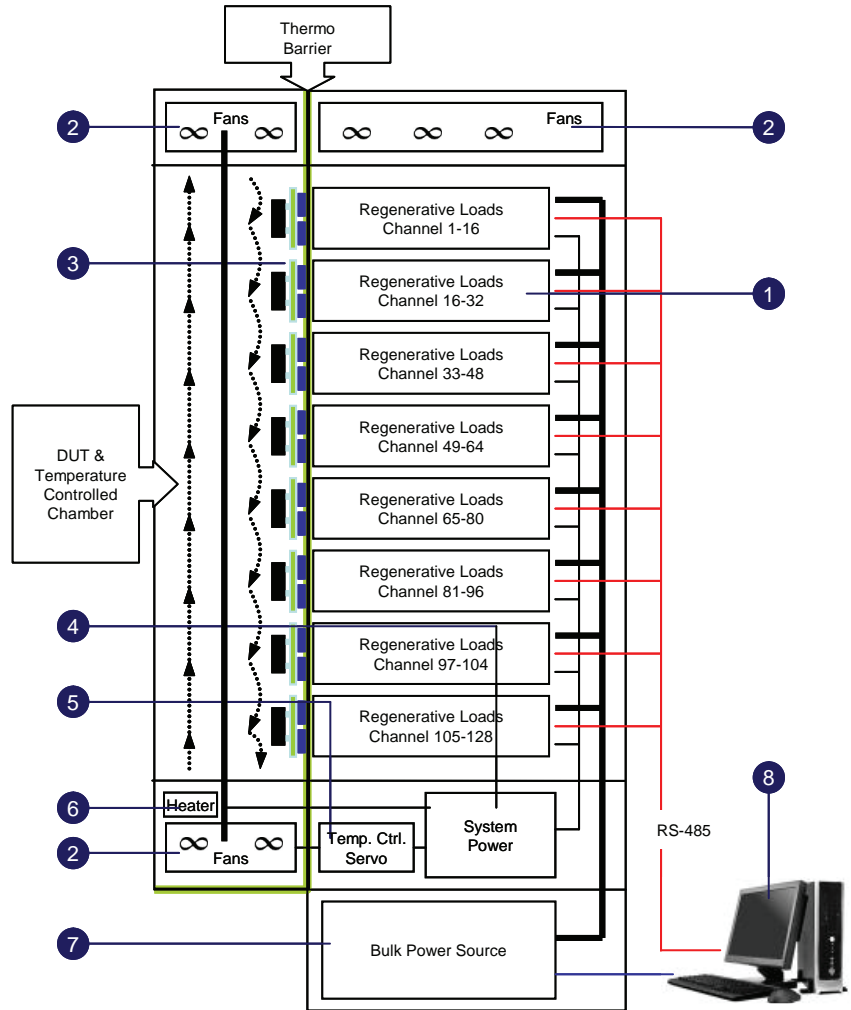 Thermo
Barrier
2
Fans
Fans
2
Regenerative Loads
Channel 1-16
3
Regenerative Loads
Channel 16-32
1
Regenerative Loads
Channel 33-48
DUT &
Temperature
Controlled
Chamber
Regenerative Loads
Channel 49-64
Regenerative Loads
Channel 65-80
Regenerative Loads
Channel 81-96
4
Regenerative Loads
Channel 97-104
5
Regenerative Loads
Channel 105-128
6
Heater
2
Fans
Temp. Ctrl.
Servo
System
Power
RS-485
8
7
Bulk Power Source